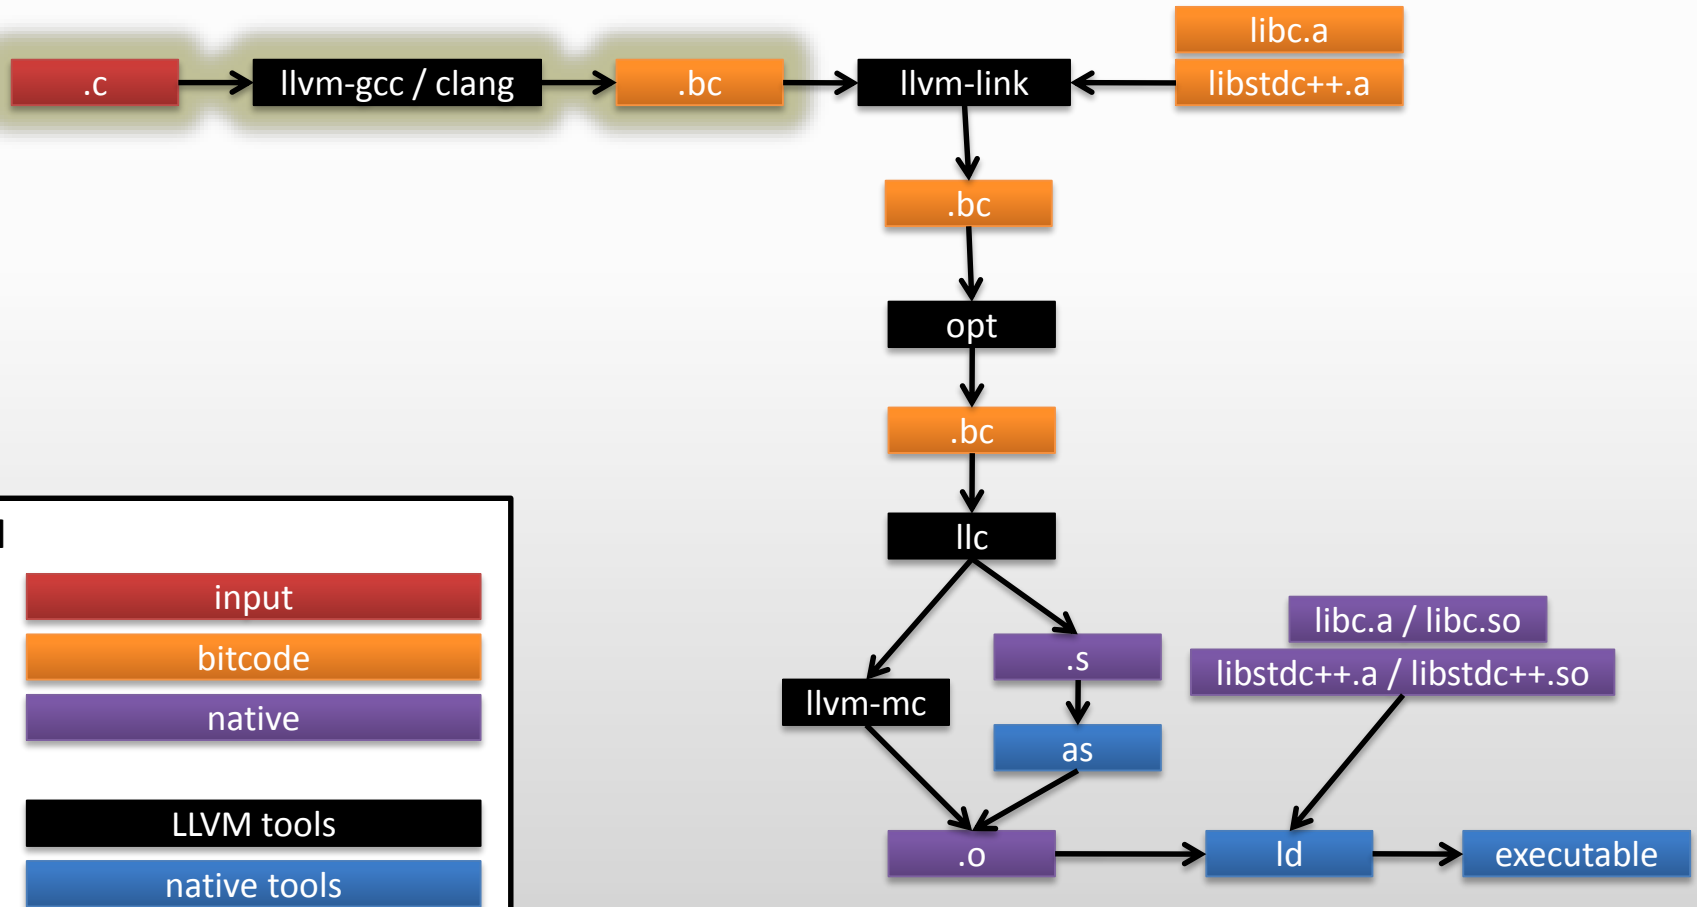 libc.a
.c
llvm-gcc / clang
.bc
llvm-link
libstdc++.a
.bc
opt
.bc
llc
input
bitcode
native
LLVM tools
native tools
libc.a / libc.so
.s
libstdc++.a / libstdc++.so
llvm-mc
as
.o
ld
executable